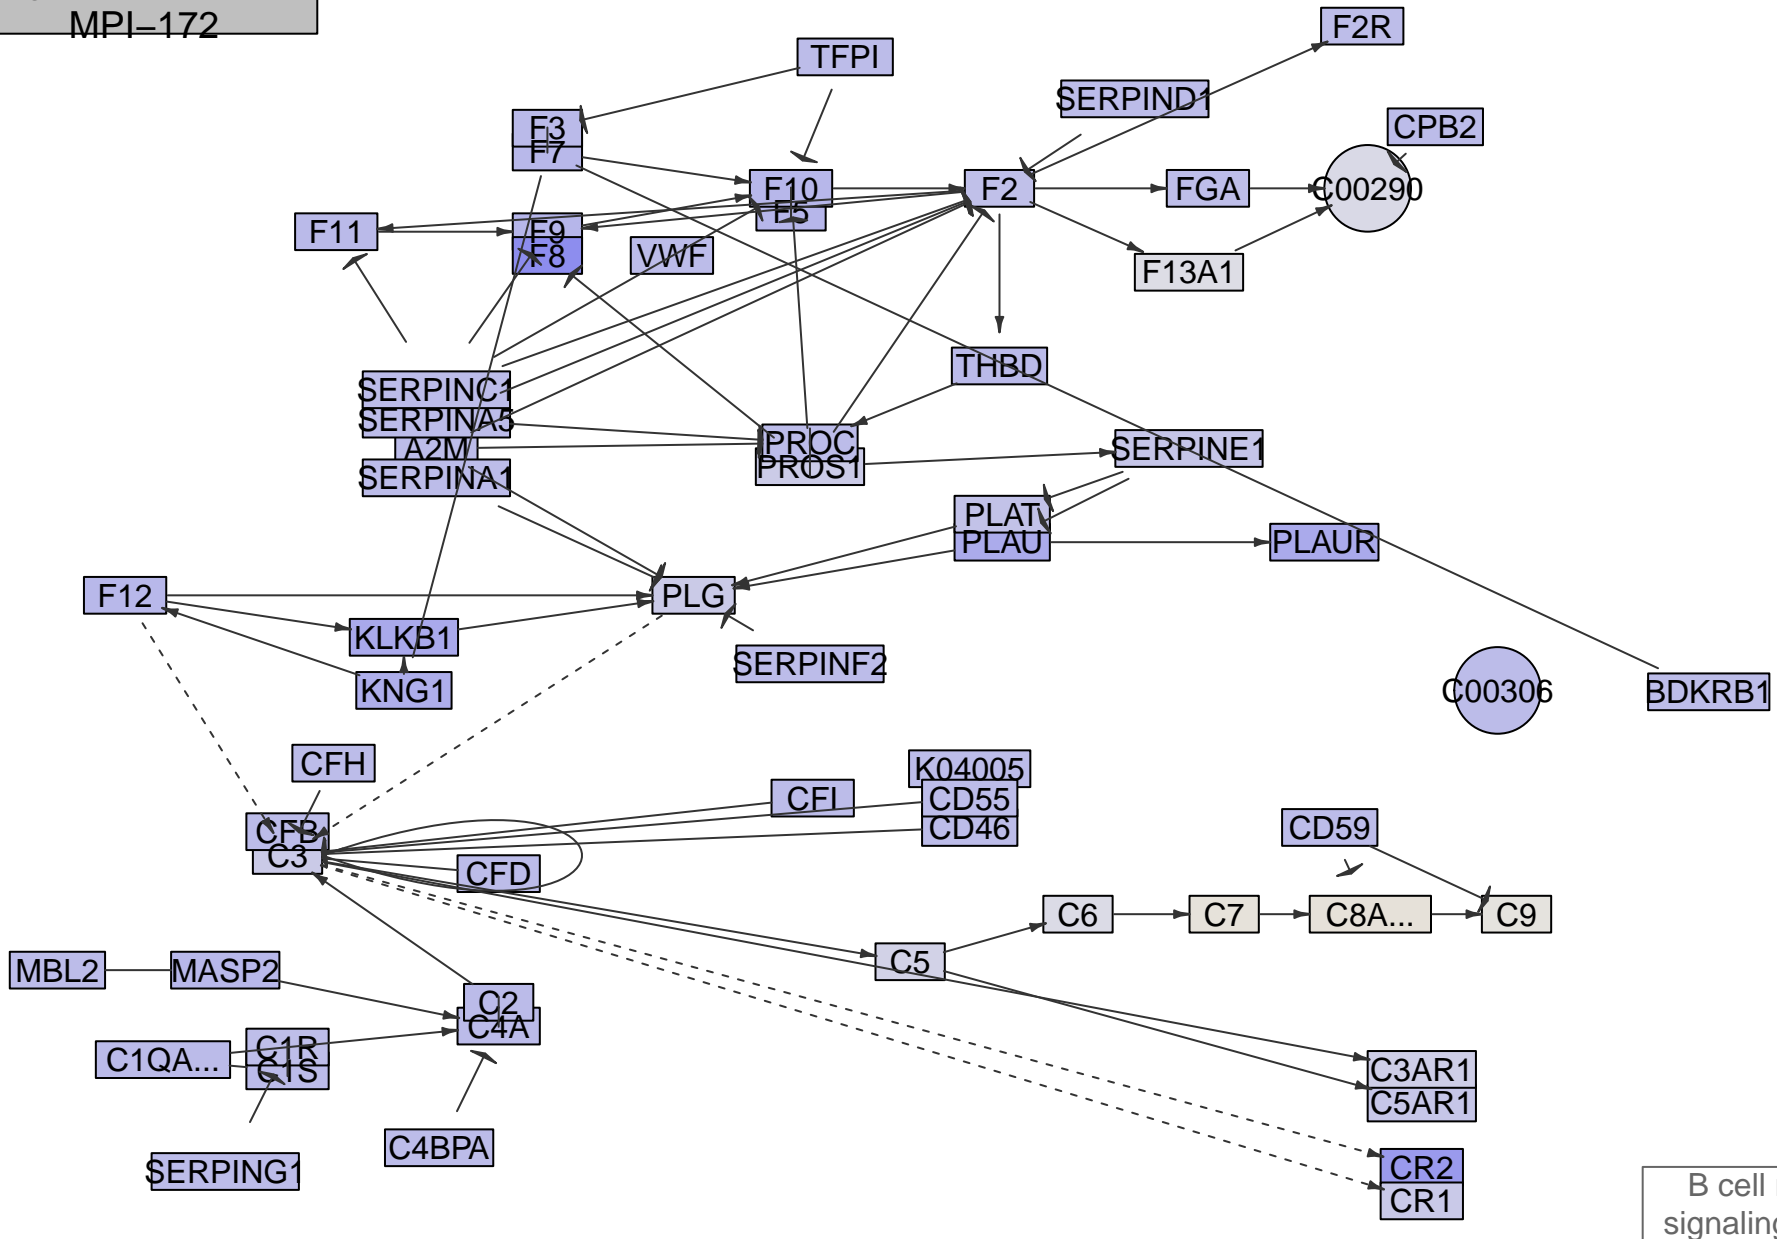 MPI–172
F2R
TFPI
SERPIND1
CPB2
F3
F7
F10
F5
F2
FGA
C00290
F11
F9
F8
VWF
F13A1
THBD
SERPINC1
SERPINA5
A2M
SERPINA1
PROC
PROS1
SERPINE1
PLAT
PLAU
PLAUR
F12
PLG
KLKB1
KNG1
SERPINF2
C00306
BDKRB1
CFH
K04005
CD55
CD46
CFI
CFB
C3
CFD
CD59
C6
C7
C8A...
C9
C5
MBL2
MASP2
C2
C4A
C1QA...
C1R
C1S
C3AR1
C5AR1
C4BPA
SERPING1
CR2
CR1
B cell
signaling